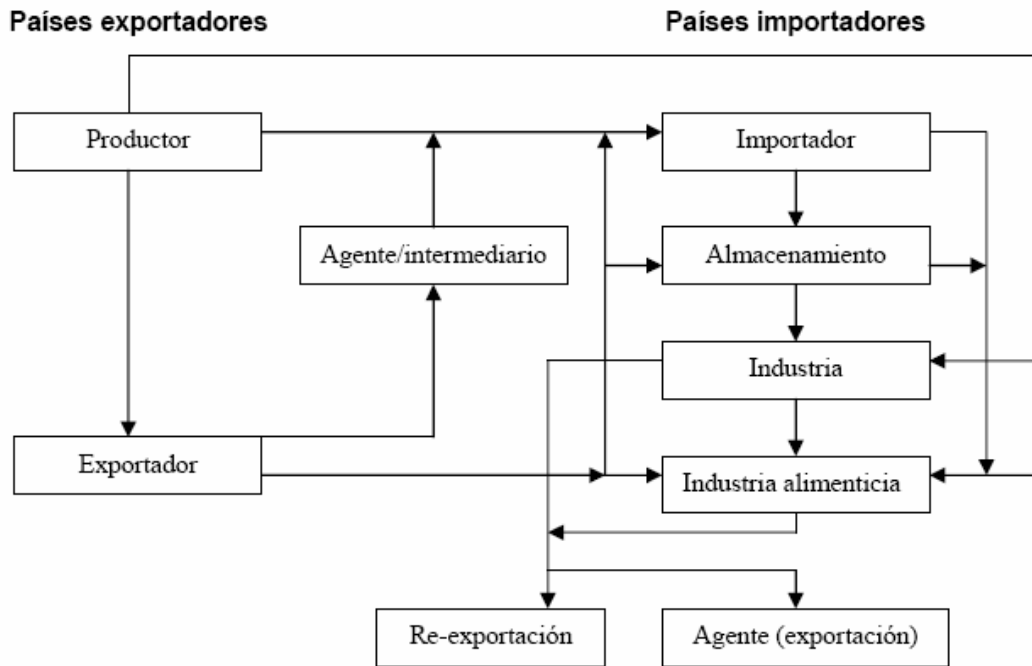 Países exportadores
Países importadores
Productor
Importador
Agente/intermediario
Almacenamiento
Industria
Exportador
Industria alimenticia
Re-exportación
Agente (exportación)